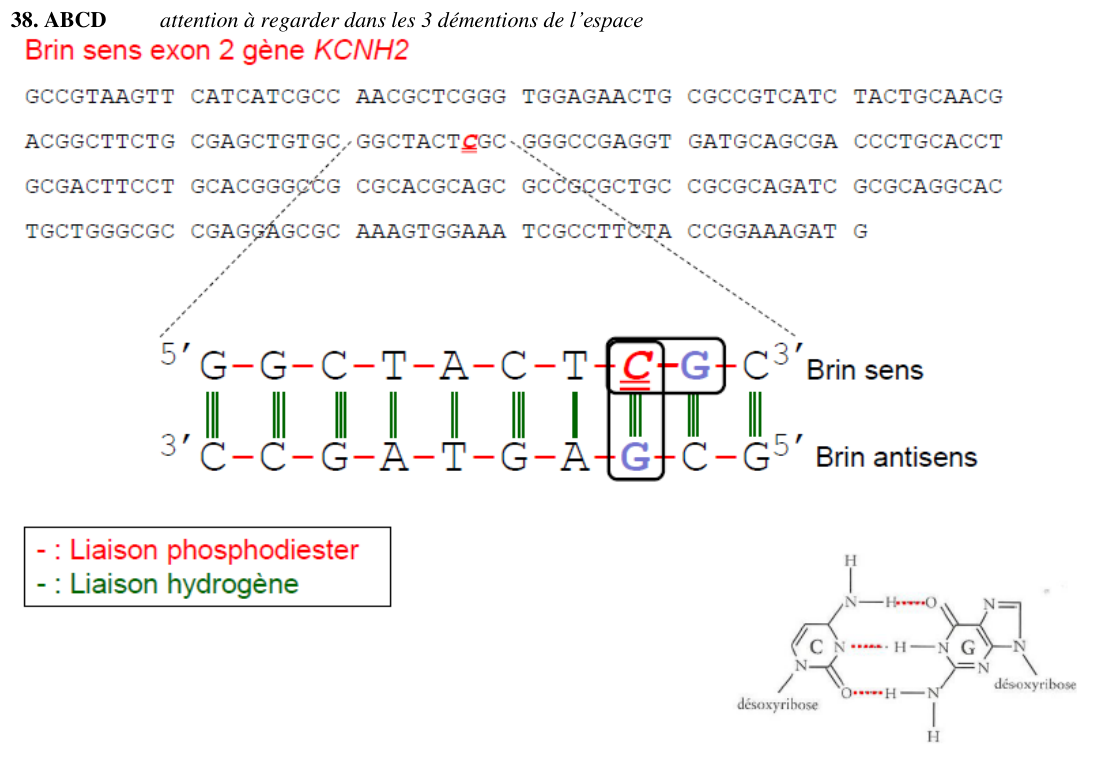 38. ABCD attention à regarder dans les 3 démentions de l'espace
Brin sens exon 2 gène KCNH2
GCCGTAAGTT CATCATCGCC AACGCTCGGG TGGAGAACTG CGCCGTCATC TACTGCAACG
ACGGCTTCTG CGAGCTGTGC GGCTACTCGC GGGCCGAGGT GATGCAGCGA CCCTGCACCT
GCGACTTCCT GCACGGGCCG CGCACGCAGC GCCGCGCTGC CGCGCAGATC GCGCAGGCAC
TGCTGGGCGC CGAGGAGCGC AAAGTGGAAA TCGCCTTCTA CCGGAAAGAT G
5' G-G-C-T-A-C-T-C-G-C 3' Brin sens
3' C-C-G-A-T-G-A-G-C-G 5' Brin antisens
- : Liaison phosphodiester
- : Liaison hydrogène
H
N-H O N
C N H-N G N
N N
désoxyribose
O H-N
désoxyribose
H